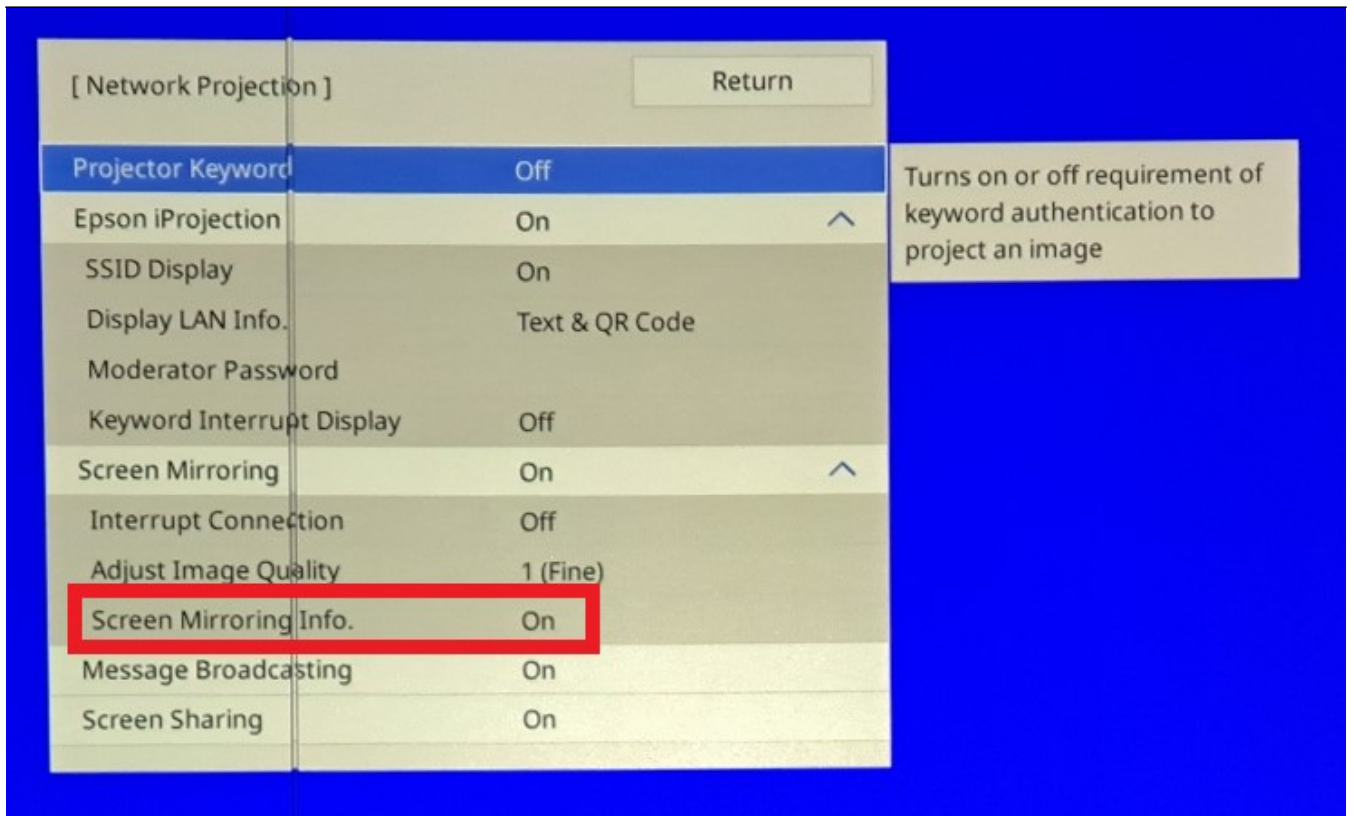 [ Network Projection ]
Return
Projector Keyword Off
Epson iProjection On
SSID Display On
Display LAN Info. Text & QR Code
Moderator Password
Keyword Interrupt Display Off
Screen Mirroring On
Interrupt Connection Off
Adjust Image Quality 1 (Fine)
Screen Mirroring Info. On
Message Broadcasting On
Screen Sharing On
Turns on or off requirement of
keyword authentication to
project an image